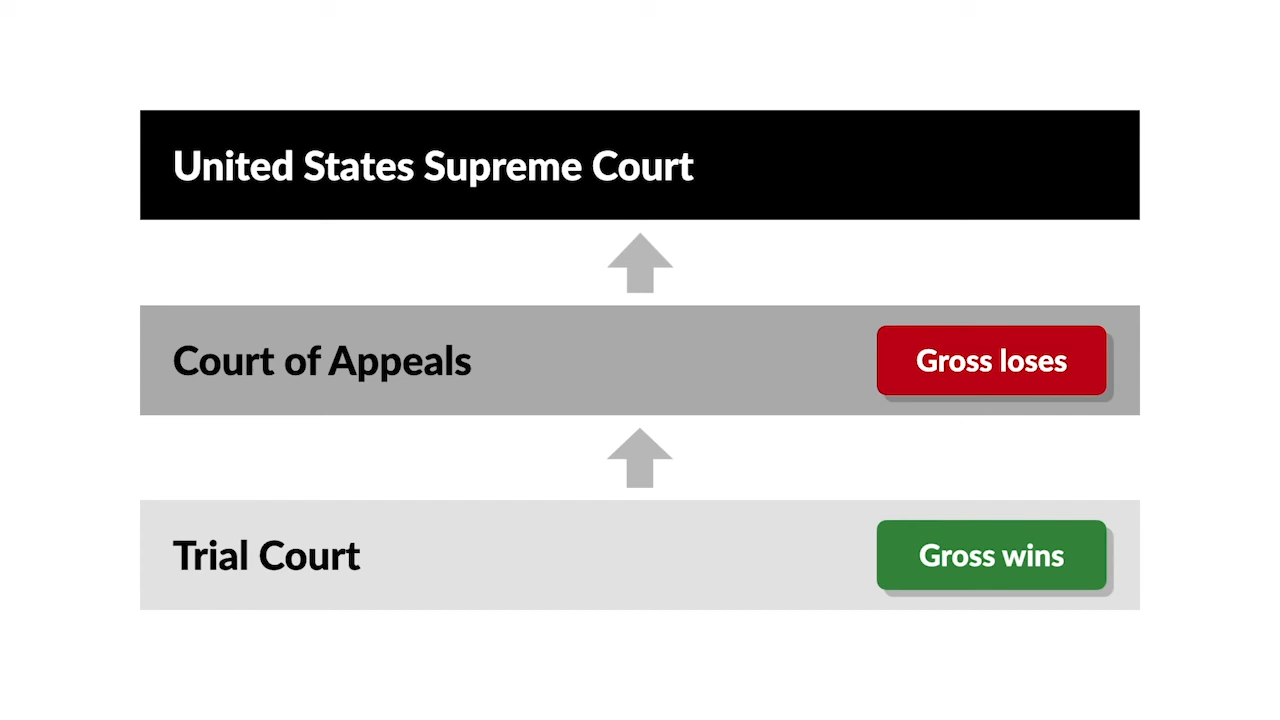 United States Supreme Court
Court of Appeals
Gross loses
Trial Court
Gross wins